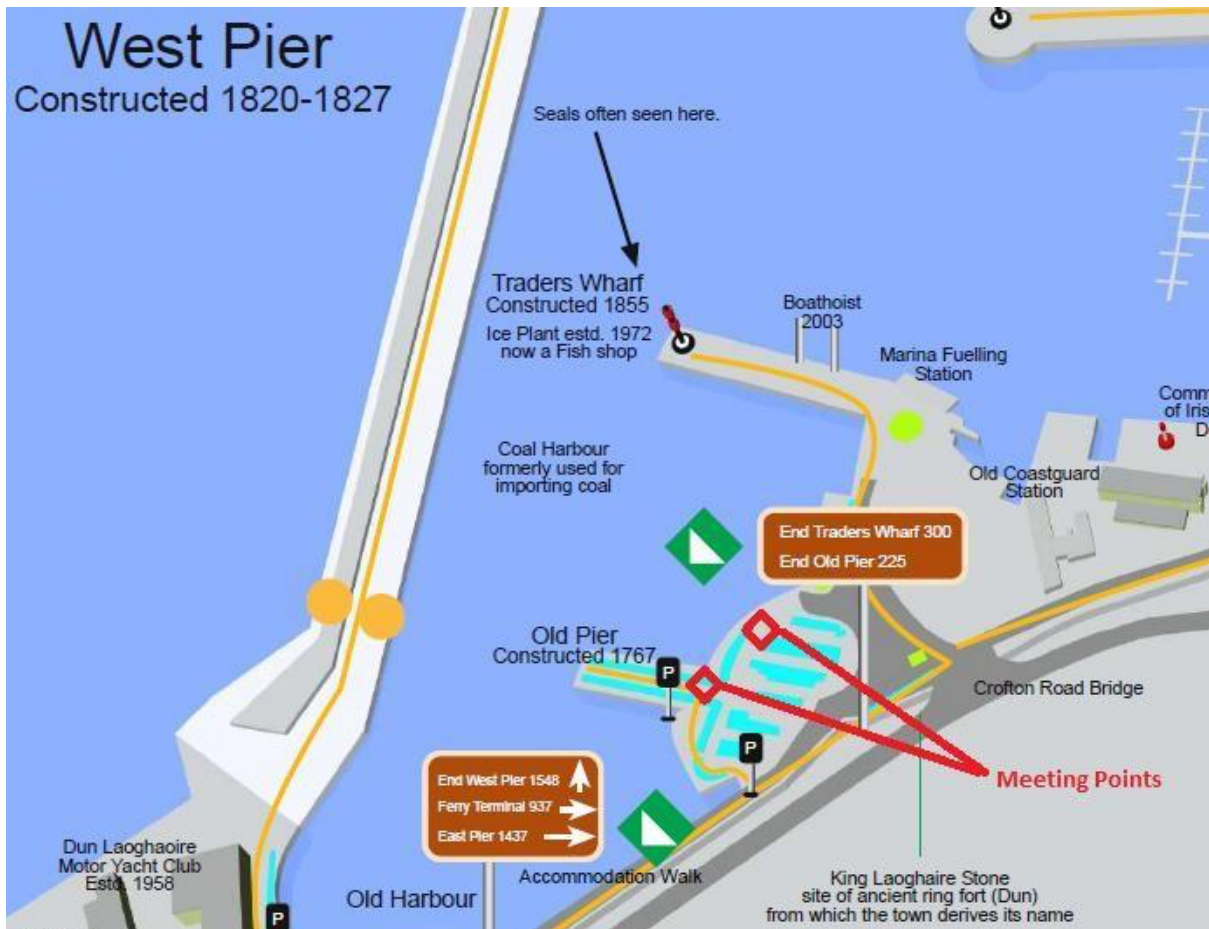 West Pier
Constructed 1820-1827
Seals often seen here.
Traders Wharf
Constructed 1855
Ice Plant estd. 1972
now a Fish shop
Boathoist
2003
Marina Fuelling
Station
Comm
of Iris
D
Coal Harbour
formerly used for
importing coal
Old Coastguard
Station
End Traders Wharf 300
End Old Pier 225
Old Pier
Constructed 1767
P
Crofton Road Bridge
P
Meeting Points
End West Pier 1548
Ferry Terminal 937
East Pier 1437
Dun Laoghaoire
Motor Yacht Club
Estd. 1958
Accommodation Walk
Old Harbour
P
King Laoghaire Stone
site of ancient ring fort (Dun)
from which the town derives its name